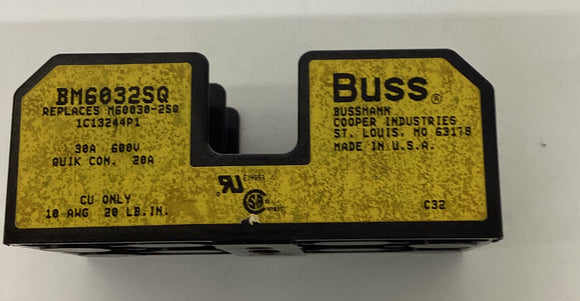 BM6032SQ
REPLACES M60030-2SQ
1C13244P1
30A 600V
QUIK CON. 20A
CU ONLY
10 AWG 20 LB.IN.
Buss®
BUSSMANN
COOPER INDUSTRIES
ST. LOUIS, MO 63178
MADE IN U.S.A.
C32